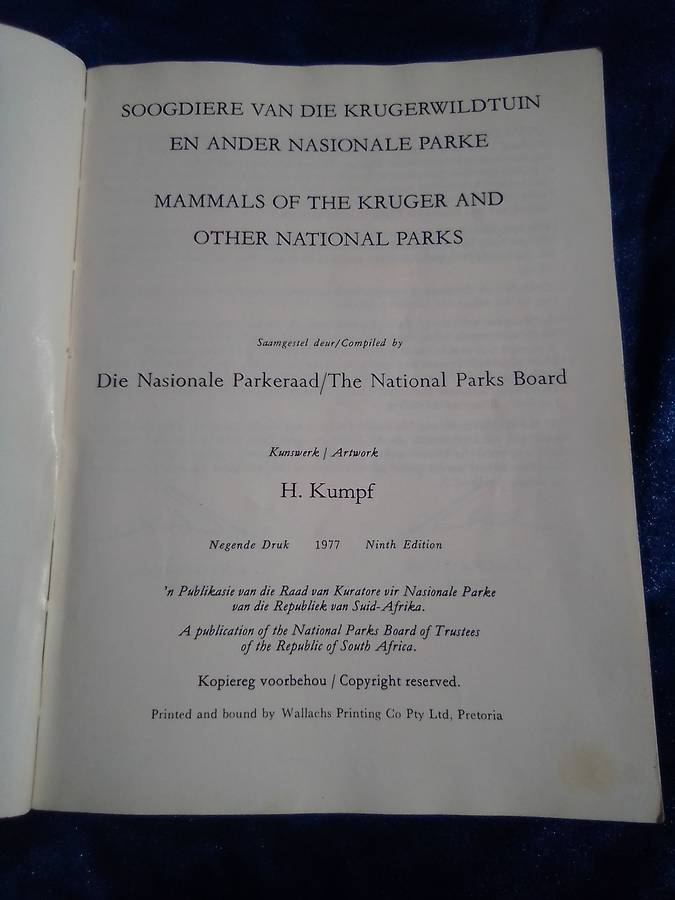 SOOGDIERE VAN DIE KRUGERWILDTUIN
EN ANDER NASIONALE PARKE
MAMMALS OF THE KRUGER AND
OTHER NATIONAL PARKS
Saamgestel deur/Compiled by
Die Nasionale Parkeraad/The National Parks Board
Kunswerk / Artwork
H. Kumpf
Negende Druk 1977 Ninth Edition
'n Publikasie van die Raad van Kuratore vir Nasionale Parke
van die Republiek van Suid-Afrika.
A publication of the National Parks Board of Trustees
of the Republic of South Africa.
Kopiereg voorbehou / Copyright reserved.
Printed and bound by Wallachs Printing Co Pty Ltd, Pretoria